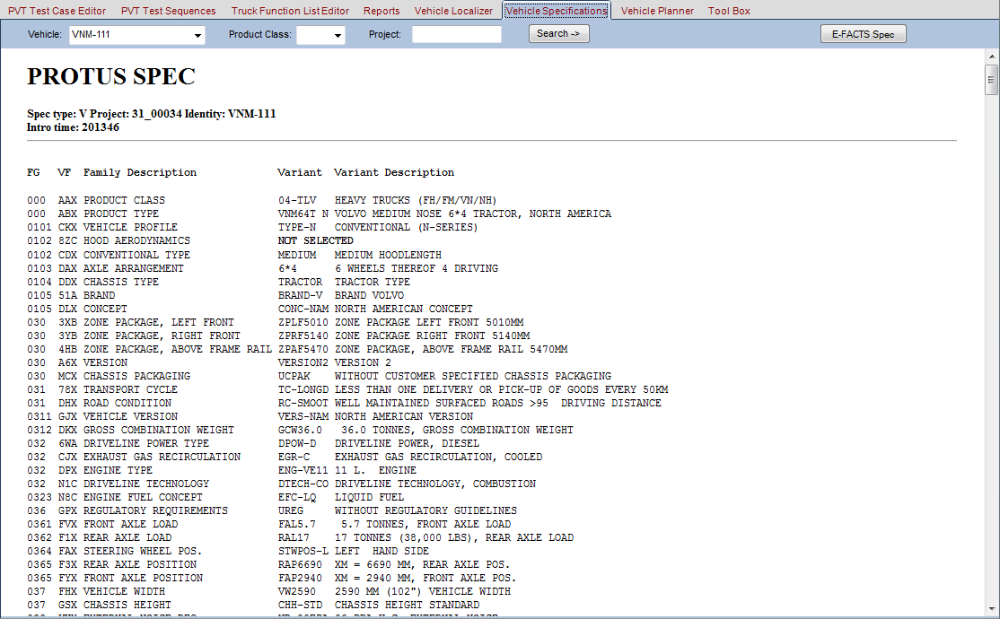 PVT Test Case Editor PVT Test Sequences Truck Function List Editor Reports Vehicle Localizer Vehicle Specifications Vehicle Planner Tool Box
Vehicle: VNM-111 Product Class: Project: Search -> E-FACTS Spec
PROTUS SPEC
Spec type: V Project: 31_00034 Identity: VNM-111
Intro time: 201346
FG VF Family Description Variant Variant Description
000 AAX PRODUCT CLASS 04-TLV HEAVY TRUCKS (FH/FM/VN/NH)
000 ABX PRODUCT TYPE VNM64T N VOLVO MEDIUM NOSE 6*4 TRACTOR, NORTH AMERICA
0101 CKX VEHICLE PROFILE TYPE-N CONVENTIONAL (N-SERIES)
0102 8ZC HOOD AERODYNAMICS NOT SELECTED
0102 CDX CONVENTIONAL TYPE MEDIUM MEDIUM HOODLENGTH
0103 DAX AXLE ARRANGEMENT 6*4 6 WHEELS THEREOF 4 DRIVING
0104 DDX CHASSIS TYPE TRACTOR TRACTOR TYPE
0105 51A BRAND BRAND-V BRAND VOLVO
0105 DLX CONCEPT CONC-NAM NORTH AMERICAN CONCEPT
030 3XB ZONE PACKAGE, LEFT FRONT ZPLF5010 ZONE PACKAGE LEFT FRONT 5010MM
030 3YB ZONE PACKAGE, RIGHT FRONT ZPRF5140 ZONE PACKAGE RIGHT FRONT 5140MM
030 4HB ZONE PACKAGE, ABOVE FRAME RAIL ZPAF5470 ZONE PACKAGE, ABOVE FRAME RAIL 5470MM
030 A6X VERSION VERSION2 VERSION 2
030 MCX CHASSIS PACKAGING UCPAK WITHOUT CUSTOMER SPECIFIED CHASSIS PACKAGING
031 78X TRANSPORT CYCLE TC-LONGD LESS THAN ONE DELIVERY OR PICK-UP OF GOODS EVERY 50KM
031 DHX ROAD CONDITION RC-SMOOT WELL MAINTAINED SURFACED ROADS >95 DRIVING DISTANCE
0311 GJX VEHICLE VERSION VERS-NAM NORTH AMERICAN VERSION
0312 DKX GROSS COMBINATION WEIGHT GCW36.0 36.0 TONNES, GROSS COMBINATION WEIGHT
032 6WA DRIVELINE POWER TYPE DPOW-D DRIVELINE POWER, DIESEL
032 CJX EXHAUST GAS RECIRCULATION EGR-C EXHAUST GAS RECIRCULATION, COOLED
032 DPX ENGINE TYPE ENG-VE11 11 L. ENGINE
032 N1C DRIVELINE TECHNOLOGY DTECH-CO DRIVELINE TECHNOLOGY, COMBUSTION
0323 N8C ENGINE FUEL CONCEPT EFC-LQ LIQUID FUEL
036 GPX REGULATORY REQUIREMENTS UREG WITHOUT REGULATORY GUIDELINES
0361 FVX FRONT AXLE LOAD FAL5.7 5.7 TONNES, FRONT AXLE LOAD
0362 F1X REAR AXLE LOAD RAL17 17 TONNES (38,000 LBS), REAR AXLE LOAD
0364 FAX STEERING WHEEL POS. STWPOS-L LEFT HAND SIDE
0365 F3X REAR AXLE POSITION RAP6690 XM = 6690 MM, REAR AXLE POS.
0365 FYX FRONT AXLE POSITION FAP2940 XM = 2940 MM, FRONT AXLE POS.
037 FHX VEHICLE WIDTH VW2590 2590 MM (102") VEHICLE WIDTH
037 GSX CHASSIS HEIGHT CHH-STD CHASSIS HEIGHT STANDARD